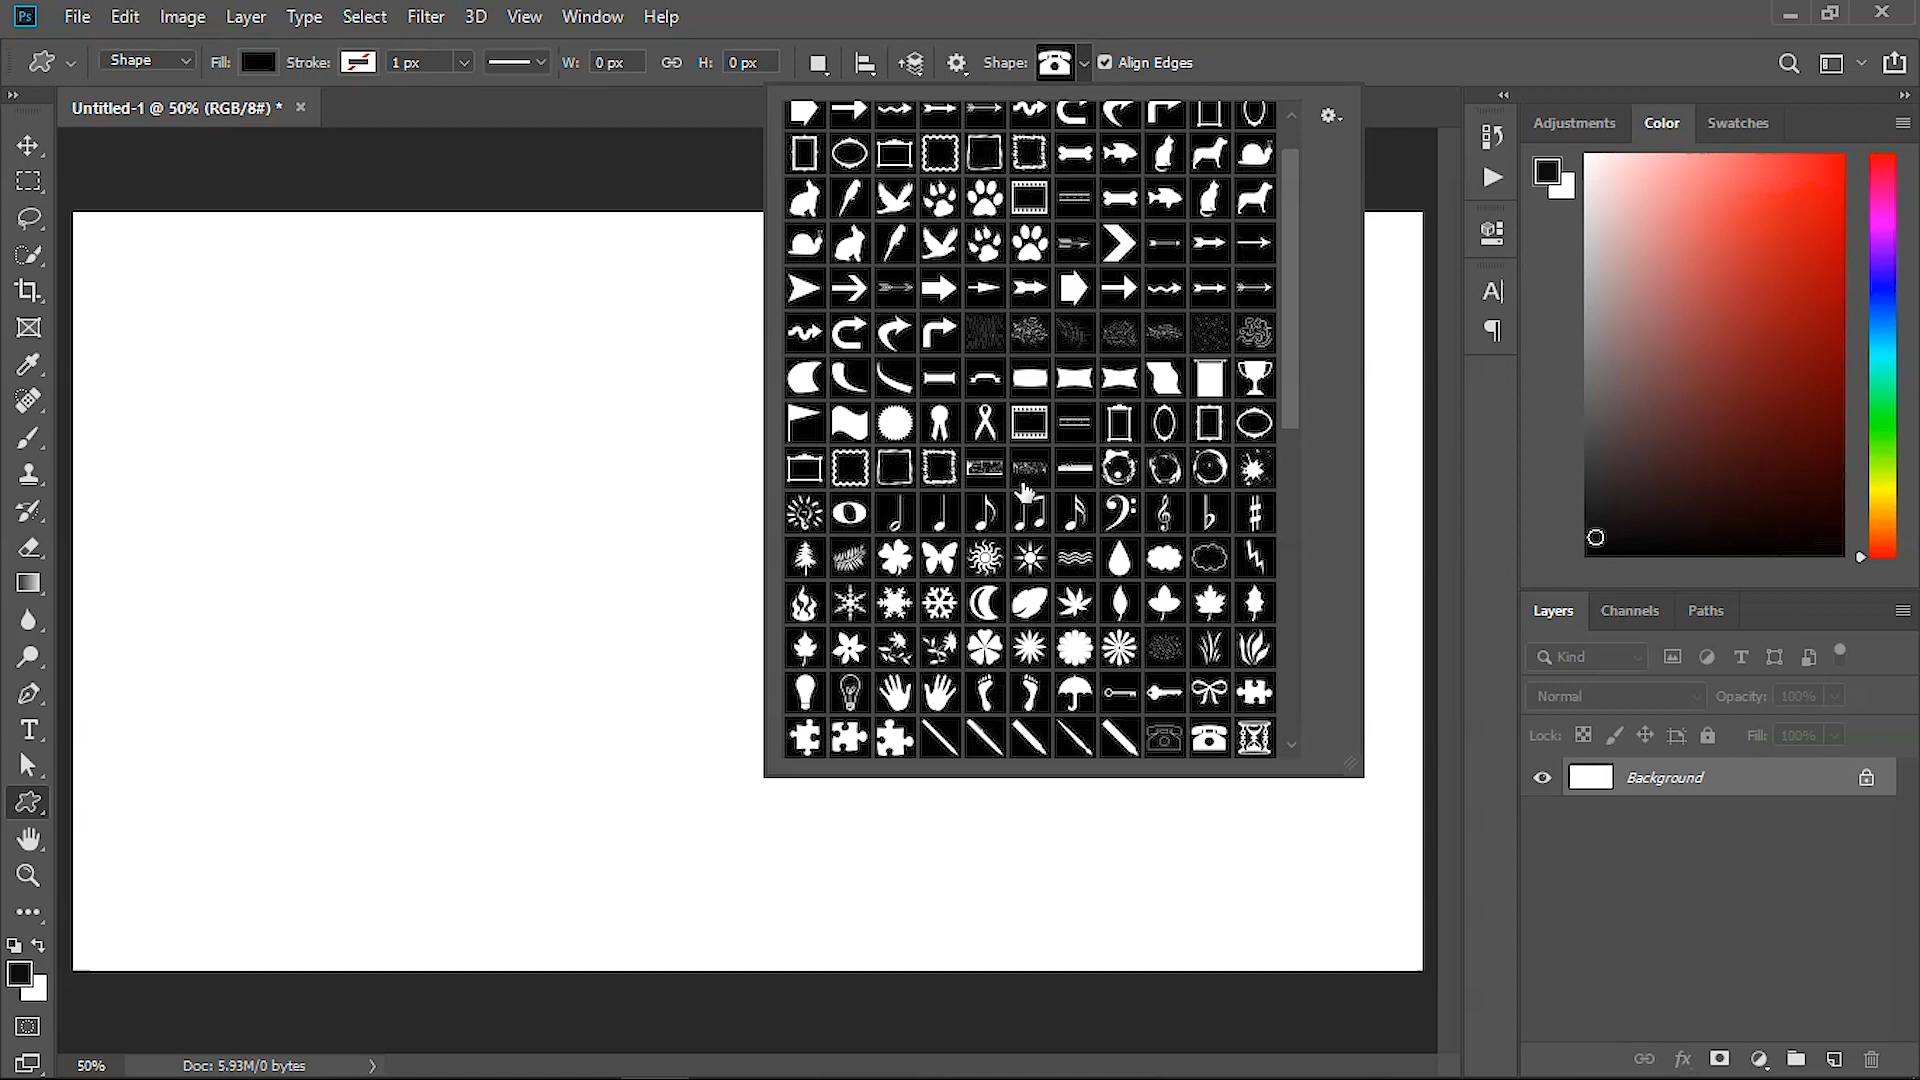 Ps File Edit Image Layer Type Select Filter 3D View Window Help
Shape Fill: Stroke: 1 px W: 0 px H: 0 px Shape: Align Edges
Untitled-1 @ 50% (RGB/8#) *
Adjustments Color Swatches
Layers Channels Paths
Kind
Normal Opacity: 100%
Lock: Fill: 100%
Background
50% Doc: 5.93M/0 bytes